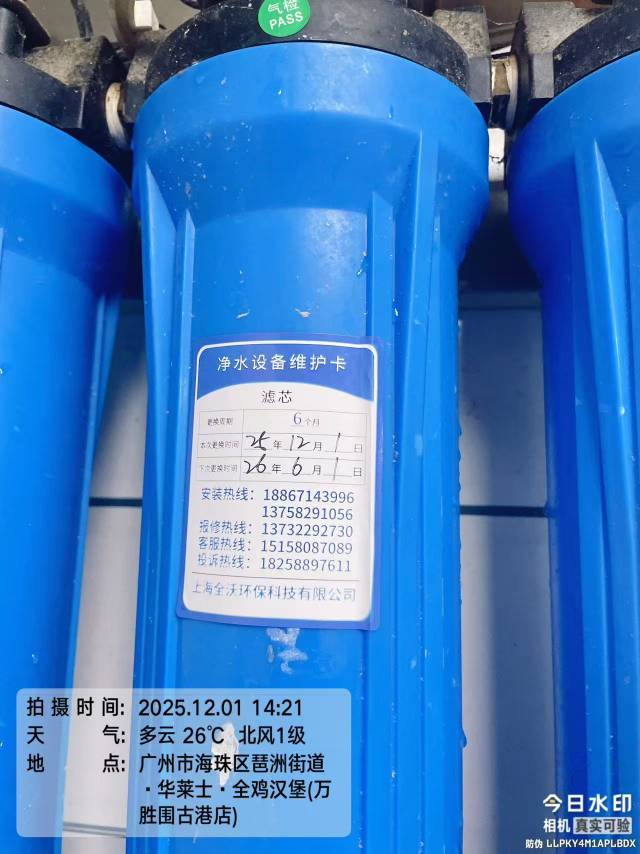 气检
PASS
净水设备维护卡
滤芯
更换周期 6个月
本次更换时间 25年12月1日
下次更换时间 26年6月1日
安装热线：18867143996
13758291056
报修热线：13732292730
客服热线：15158087089
投诉热线：18258897611
上海全沃环保科技有限公司
拍摄时间：2025.12.01 14:21
天气：多云 26℃ 北风1级
地点：广州市海珠区琶洲街道
·华莱士·全鸡汉堡(万
胜围古港店)
今日水印
相机 真实可验
防伪 LLPKY4M1APLBDX